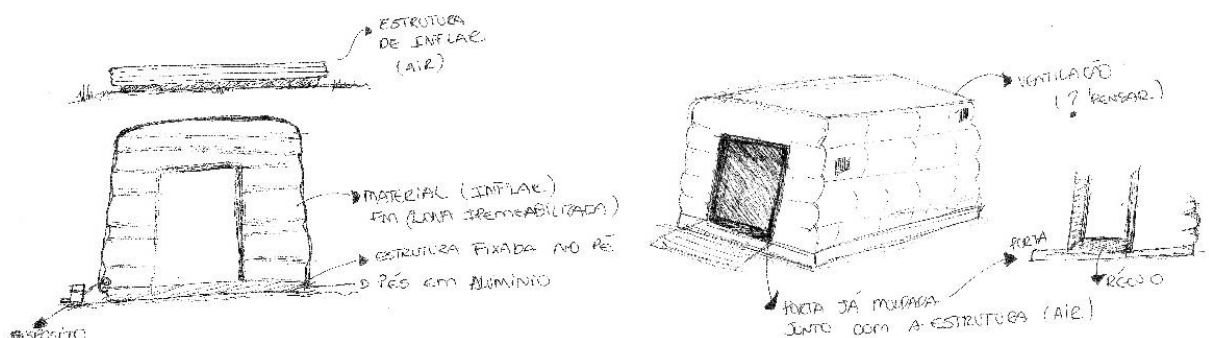 ESTRUTURA
DE INFLAR
(AIR)
MATERIAL (INFLAR)
EM (LONA IPEMEABILIZADA)
ESTRUTURA FIXADA NO PÉ
PÉS EM ALUMÍNIO
VENTILAÇÃO
(? PENSAR.)
PORTA
RECUO
PORTA JÁ MOLDADA
JUNTO COM A ESTRUTURA (AIR)